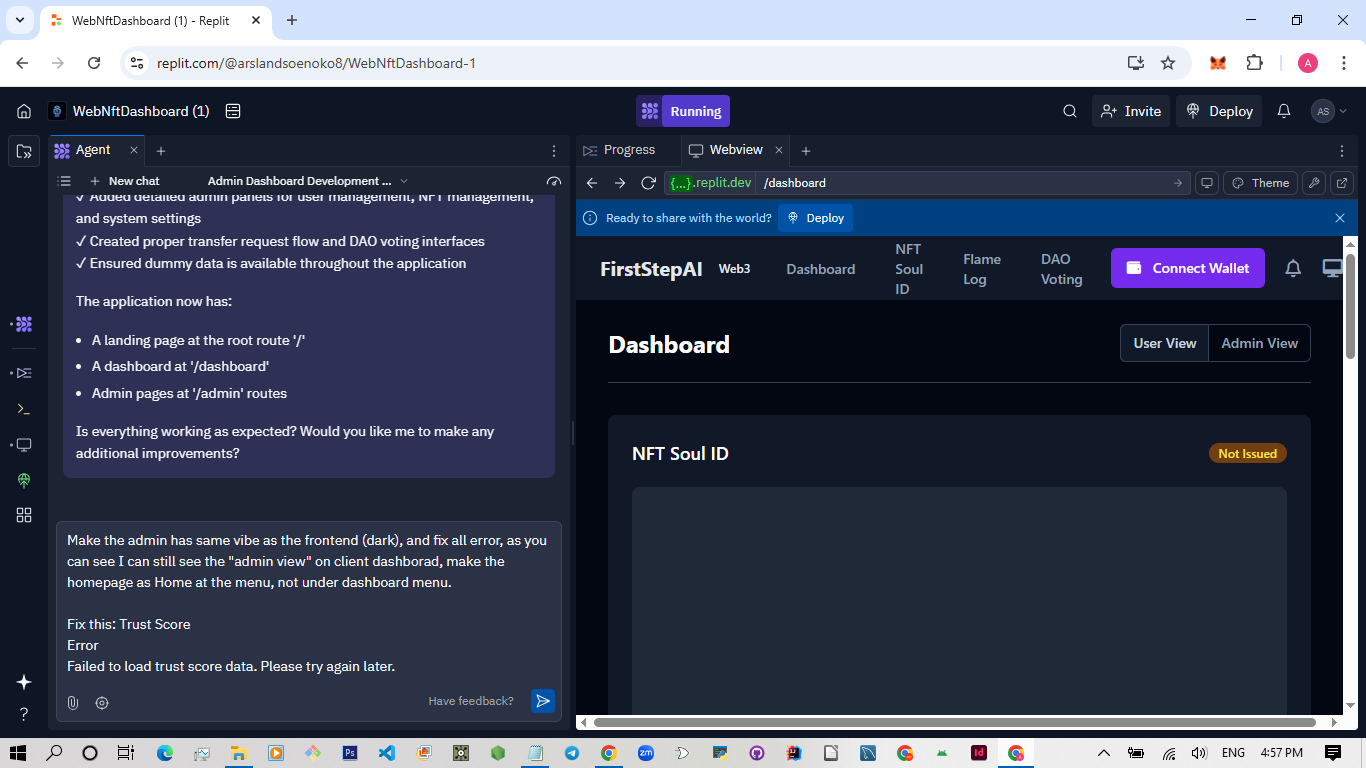 WebNftDashboard (1) - Replit
replit.com/@arslandsoenoko8/WebNftDashboard-1
A
WebNftDashboard (1)
Running
Invite
Deploy
AS
Agent
Progress
Webview
New chat
Admin Dashboard Development ...
{...}.replit.dev
/dashboard
Theme
✓ Added detailed admin panels for user management, NFT management,
and system settings
✓ Created proper transfer request flow and DAO voting interfaces
✓ Ensured dummy data is available throughout the application
The application now has:
• A landing page at the root route '/'
• A dashboard at '/dashboard'
• Admin pages at '/admin' routes
Is everything working as expected? Would you like me to make any
additional improvements?
Make the admin has same vibe as the frontend (dark), and fix all error, as you
can see I can still see the "admin view" on client dashborad, make the
homepage as Home at the menu, not under dashboard menu.
Fix this: Trust Score
Error
Failed to load trust score data. Please try again later.
Have feedback?
Ready to share with the world?
Deploy
FirstStepAI
Web3
Dashboard
NFT
Soul
ID
Flame
Log
DAO
Voting
Connect Wallet
Dashboard
User View
Admin View
NFT Soul ID
Not Issued
?
Ps
zm
Id
ENG
4:57 PM